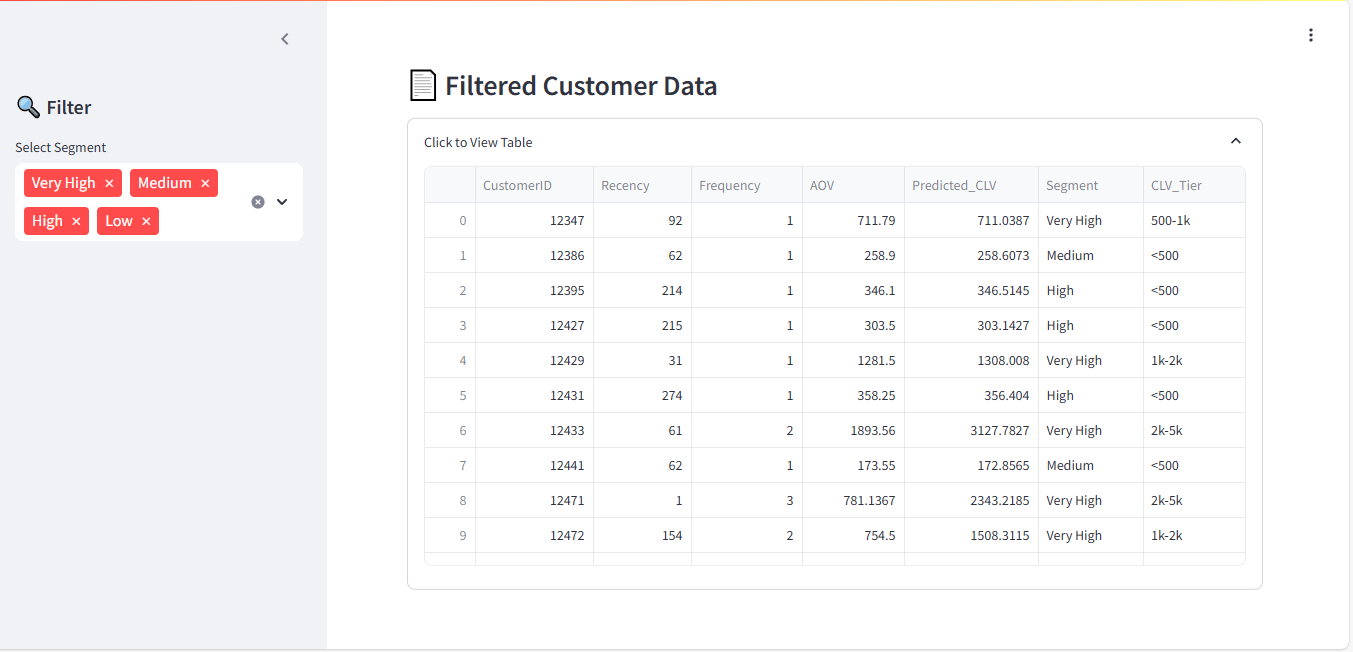 Filter
Select Segment
Very High × Medium ×
High × Low ×
Filtered Customer Data
Click to View Table
CustomerID Recency Frequency AOV Predicted_CLV Segment CLV_Tier
0 12347 92 1 711.79 711.0387 Very High 500-1k
1 12386 62 1 258.9 258.6073 Medium <500
2 12395 214 1 346.1 346.5145 High <500
3 12427 215 1 303.5 303.1427 High <500
4 12429 31 1 1281.5 1308.008 Very High 1k-2k
5 12431 274 1 358.25 356.404 High <500
6 12433 61 2 1893.56 3127.7827 Very High 2k-5k
7 12441 62 1 173.55 172.8565 Medium <500
8 12471 1 3 781.1367 2343.2185 Very High 2k-5k
9 12472 154 2 754.5 1508.3115 Very High 1k-2k